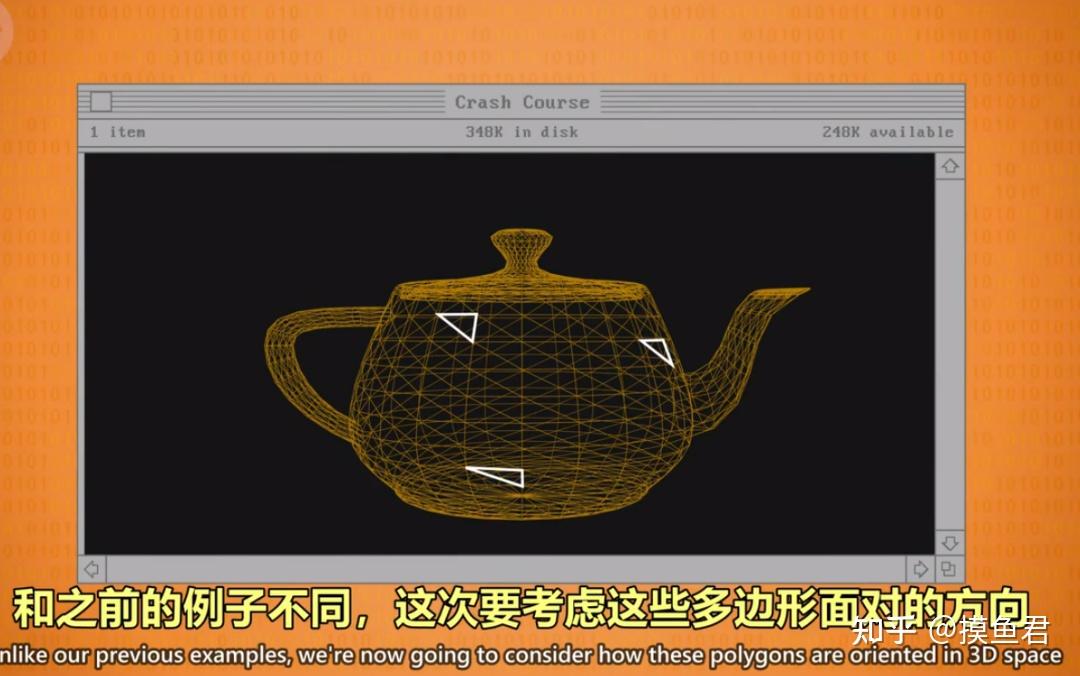 Crash Course
1 item 348K in disk 248K available
和之前的例子不同，这次要考虑这些多边形面对的方向
知乎 @摸鱼君
nlike our previous examples, we're now going to consider how these polygons are oriented in 3D space